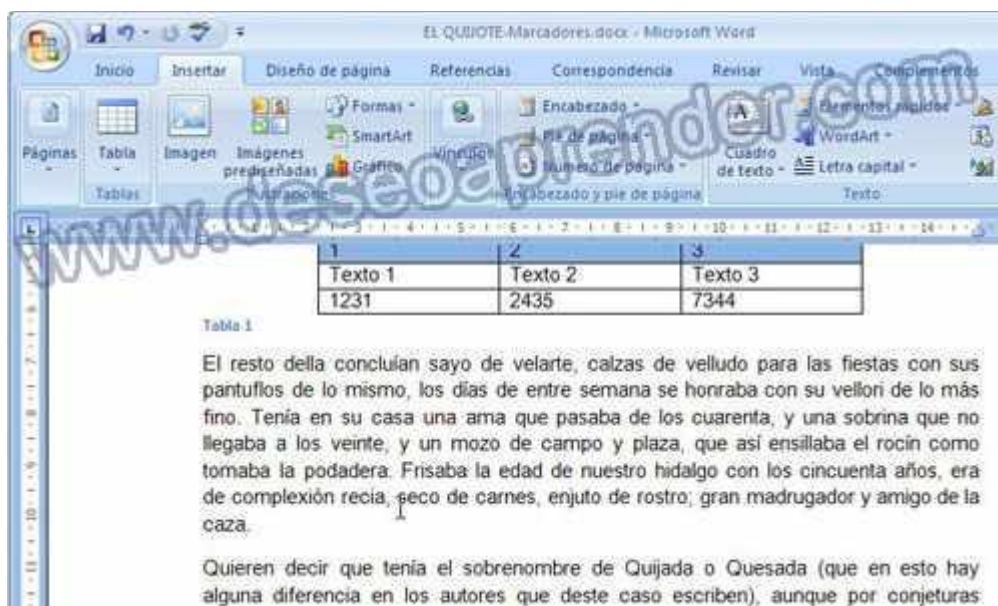 EL QUIJOTE-Marcadores.docx - Microsoft Word
Inicio Insertar Diseño de página Referencias Correspondencia Revisar Vista Complementos
Formas Encabezado Elementos rápidos
SmartArt Pie de página WordArt
Páginas Tabla Imagen Imágenes prediseñadas Gráfico Vínculos Número de página Cuadro de texto Letra capital
Tablas Ilustraciones Encabezado y pie de página Texto
www.deseoaprender.com
1 2 3
Texto 1 Texto 2 Texto 3
1231 2435 7344
Tabla 1
El resto della concluían sayo de velarte, calzas de velludo para las fiestas con sus
pantuflos de lo mismo, los días de entre semana se honraba con su vellori de lo más
fino. Tenía en su casa una ama que pasaba de los cuarenta, y una sobrina que no
llegaba a los veinte, y un mozo de campo y plaza, que así ensillaba el rocín como
tomaba la podadera. Frisaba la edad de nuestro hidalgo con los cincuenta años, era
de complexión recia, seco de carnes, enjuto de rostro; gran madrugador y amigo de la
caza.
Quieren decir que tenía el sobrenombre de Quijada o Quesada (que en esto hay
alguna diferencia en los autores que deste caso escriben), aunque por conjeturas